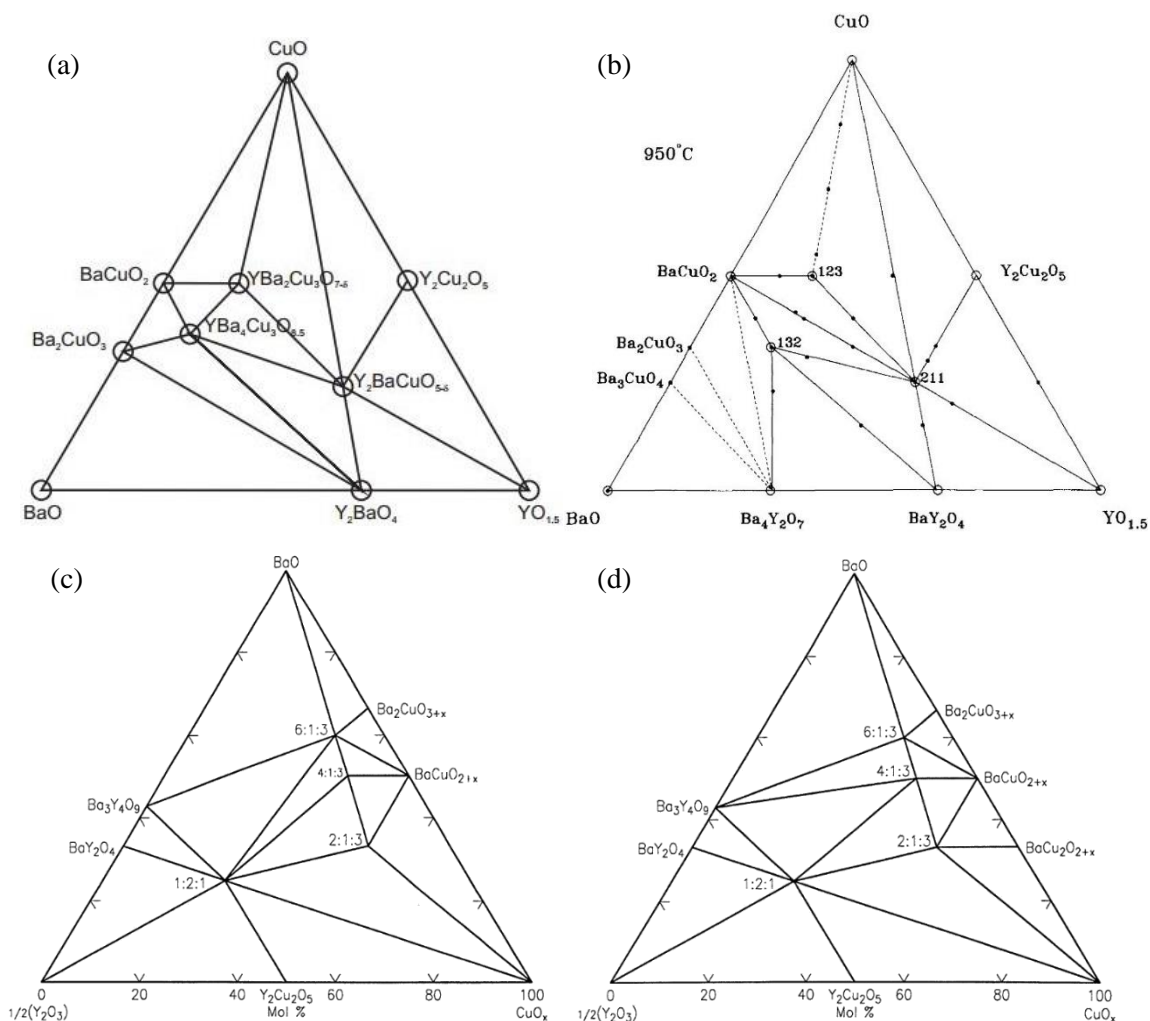 (a)
CuO
BaCuO₂
YBa₂Cu₃O₇₋δ
Y₂Cu₂O₅
Ba₂CuO₃
YBa₄Cu₃O₈.₅
Y₂BaCuO₅₋δ
BaO
Y₂BaO₄
YO₁.₅
(b)
CuO
950°C
BaCuO₂
123
Y₂Cu₂O₅
Ba₂CuO₃
132
Ba₃CuO₄
211
BaO
Ba₄Y₂O₇
BaY₂O₄
YO₁.₅
(c)
BaO
Ba₂CuO₃₊ₓ
6:1:3
4:1:3
BaCuO₂₊ₓ
Ba₃Y₄O₉
BaY₂O₄
2:1:3
1:2:1
0 20 40 Y₂Cu₂O₅ 60 80 100
1/2(Y₂O₃) Mol % CuOₓ
(d)
BaO
Ba₂CuO₃₊ₓ
6:1:3
4:1:3
BaCuO₂₊ₓ
Ba₃Y₄O₉
BaY₂O₄
2:1:3
BaCu₂O₂₊ₓ
1:2:1
0 20 40 Y₂Cu₂O₅ 60 80 100
1/2(Y₂O₃) Mol % CuOₓ